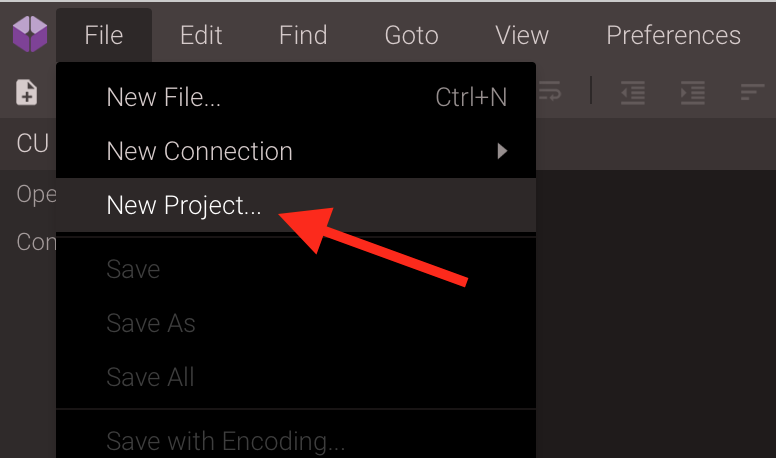 File Edit Find Goto View Preferences
New File... Ctrl+N
CU
New Connection
Ope
New Project...
Con
Save
Save As
Save All
Save with Encoding...